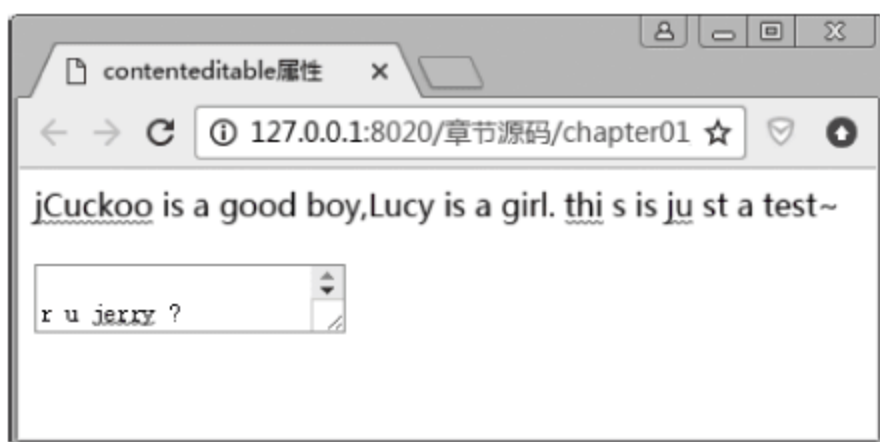 contenteditable属性
127.0.0.1:8020/章节源码/chapter01
jCuckoo is a good boy,Lucy is a girl. thi s is ju st a test~
r u jerry ?